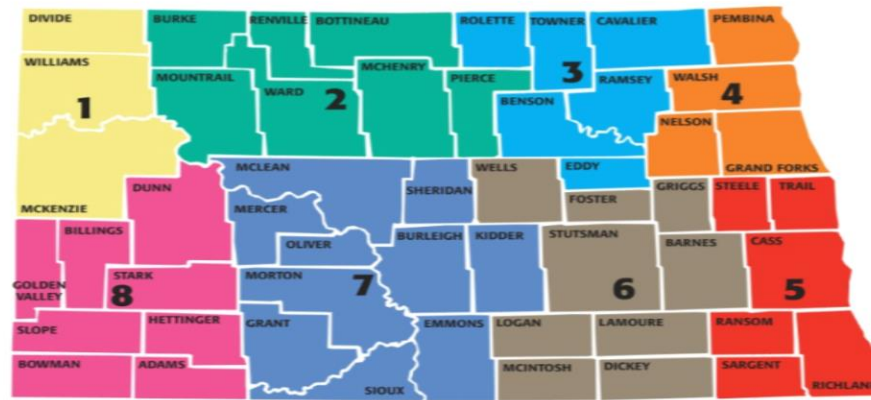 DIVIDE
BURKE
RENVILLE
BOTTINEAU
ROLETTE
TOWNER
CAVALIER
PEMBINA
WILLIAMS
MOUNTRAIL
WARD
MCHENRY
PIERCE
BENSON
RAMSEY
WALSH
NELSON
GRAND FORKS
1
2
3
4
MCKENZIE
DUNN
MCLEAN
SHERIDAN
WELLS
EDDY
FOSTER
GRIGGS
STEELE
TRAIL
BILLINGS
MERCER
OLIVER
BURLEIGH
KIDDER
STUTSMAN
BARNES
CASS
GOLDEN
VALLEY
STARK
MORTON
8
7
6
5
SLOPE
HETTINGER
GRANT
EMMONS
LOGAN
LAMOURE
RANSOM
BOWMAN
ADAMS
SIOUX
MCINTOSH
DICKEY
SARGENT
RICHLAN